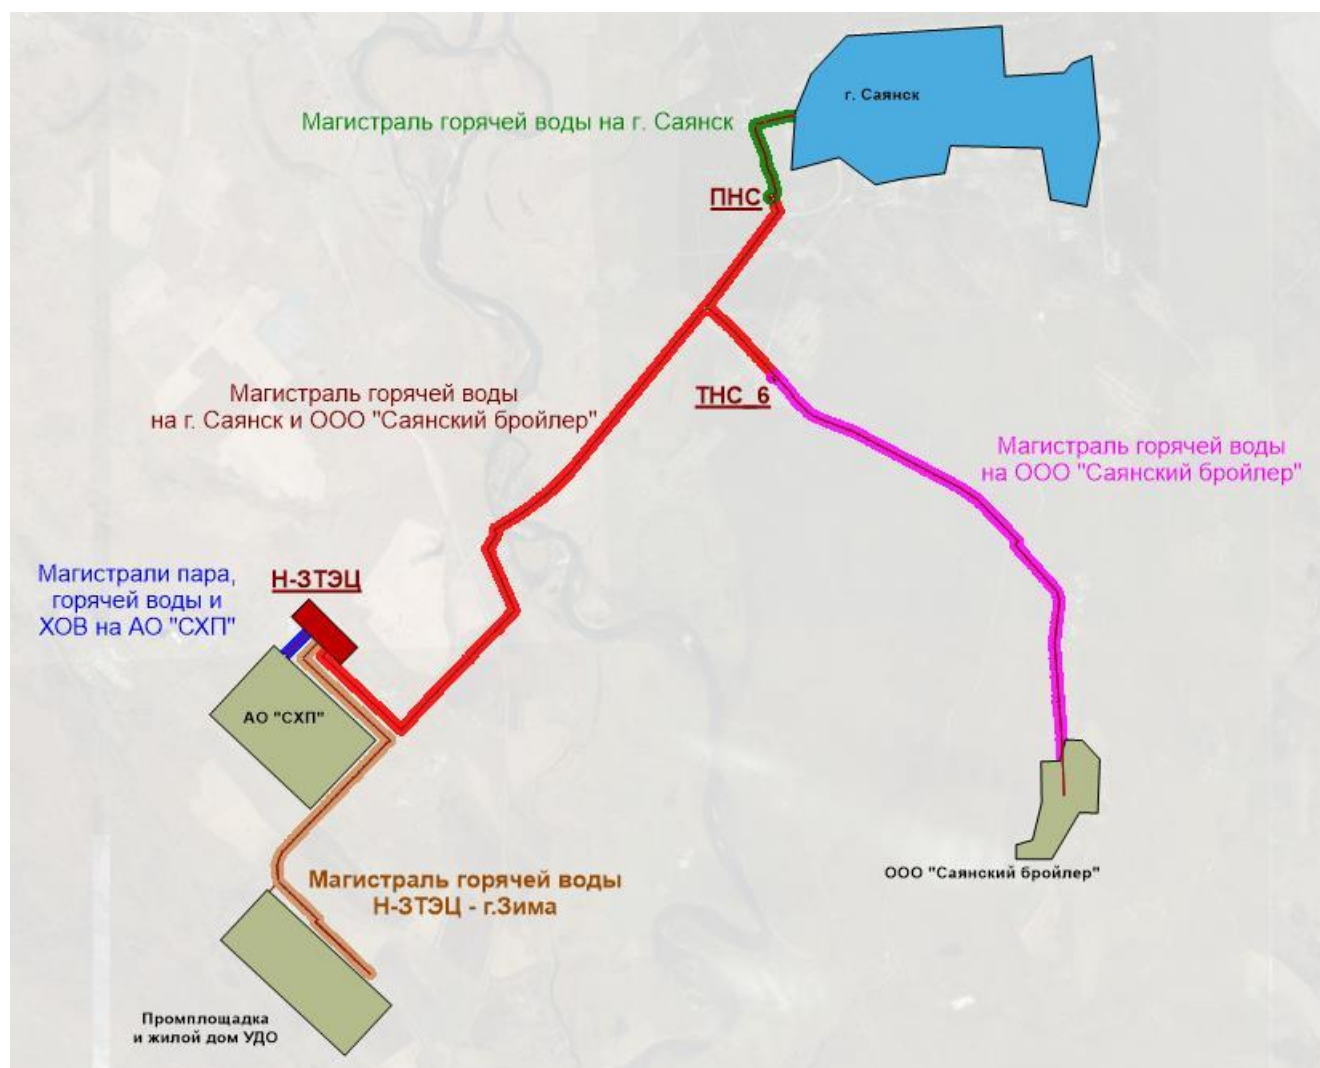 г. Саянск
Магистраль горячей воды на г. Саянск
ПНС
Магистраль горячей воды
на г. Саянск и ООО "Саянский бройлер"
ТНС_6
Магистраль горячей воды
на ООО "Саянский бройлер"
Магистрали пара,
горячей воды и
ХОВ на АО "СХП"
Н-ЗТЭЦ
АО "СХП"
ООО "Саянский бройлер"
Магистраль горячей воды
Н-ЗТЭЦ - г.Зима
Промплощадка
и жилой дом УДО